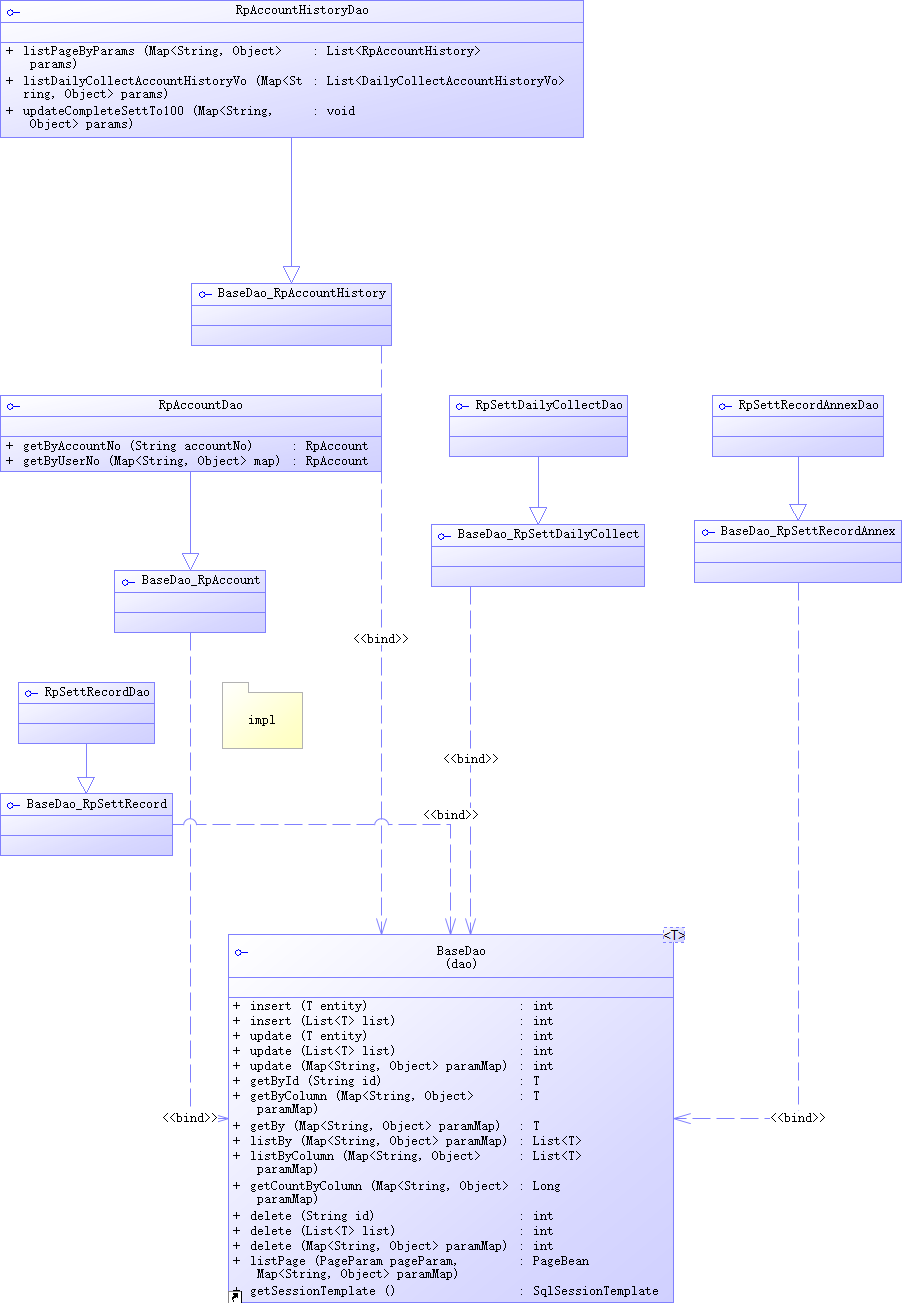 RpAccountHistoryDao
+ listPageByParams (Map<String, Object> : List<RpAccountHistory>
params)
+ listDailyCollectAccountHistoryVo (Map<St : List<DailyCollectAccountHistoryVo>
ring, Object> params)
+ updateCompleteSettTo100 (Map<String, : void
Object> params)
BaseDao_RpAccountHistory
RpAccountDao
+ getByAccountNo (String accountNo) : RpAccount
+ getByUserNo (Map<String, Object> map) : RpAccount
RpSettDailyCollectDao
RpSettRecordAnnexDao
BaseDao_RpSettDailyCollect
BaseDao_RpSettRecordAnnex
BaseDao_RpAccount
<<bind>>
RpSettRecordDao
impl
<<bind>>
BaseDao_RpSettRecord
<<bind>>
<T>
BaseDao
(dao)
+ insert (T entity) : int
+ insert (List<T> list) : int
+ update (T entity) : int
+ update (List<T> list) : int
+ update (Map<String, Object> paramMap) : int
+ getById (String id) : T
+ getByColumn (Map<String, Object> : T
paramMap)
+ getBy (Map<String, Object> paramMap) : T
+ listBy (Map<String, Object> paramMap) : List<T>
+ listByColumn (Map<String, Object> : List<T>
paramMap)
+ getCountByColumn (Map<String, Object> : Long
paramMap)
+ delete (String id) : int
+ delete (List<T> list) : int
+ delete (Map<String, Object> paramMap) : int
+ listPage (PageParam pageParam, : PageBean
Map<String, Object> paramMap)
+ getSessionTemplate () : SqlSessionTemplate
<<bind>>
<<bind>>